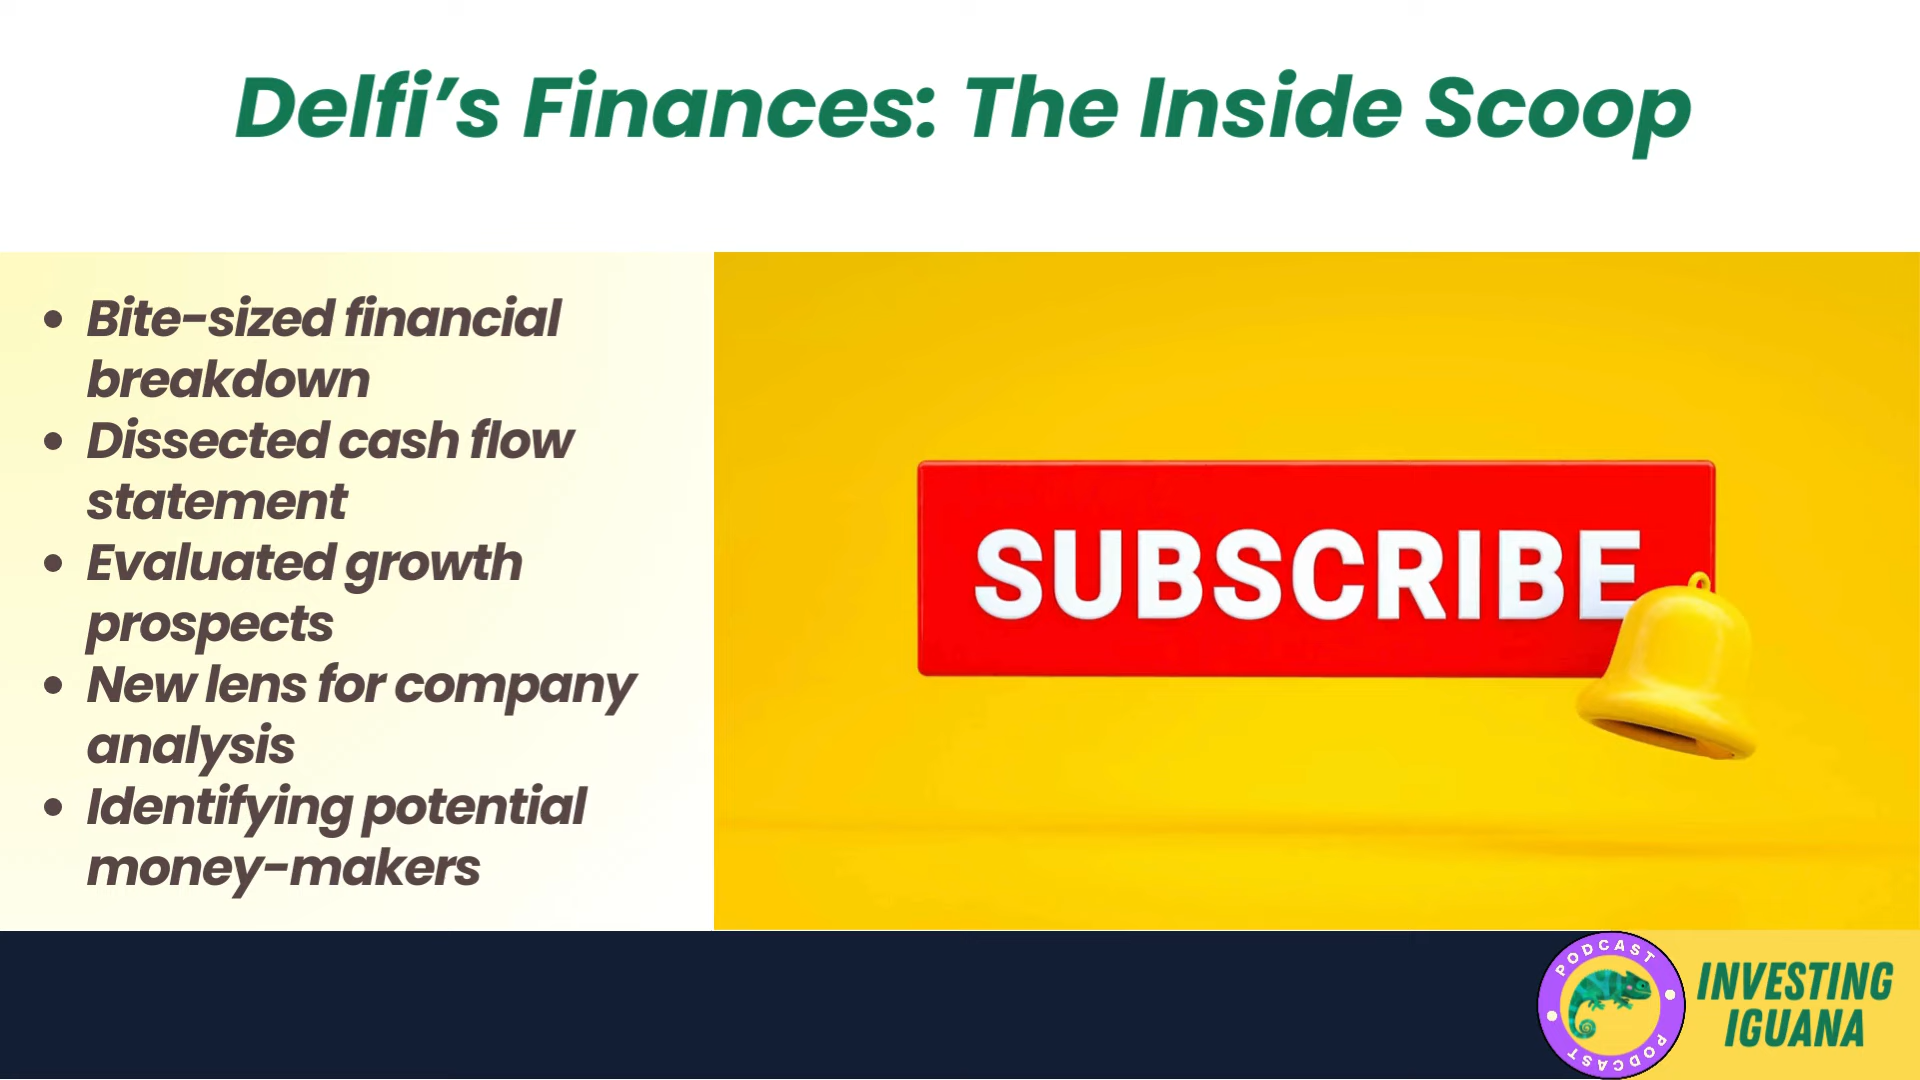 Delfi’s Finances: The Inside Scoop
• Bite-sized financial
breakdown
• Dissected cash flow
statement
• Evaluated growth
prospects
• New lens for company
analysis
• Identifying potential
money-makers
SUBSCRIBE
PODCAST
PODCAST
INVESTING
IGUANA